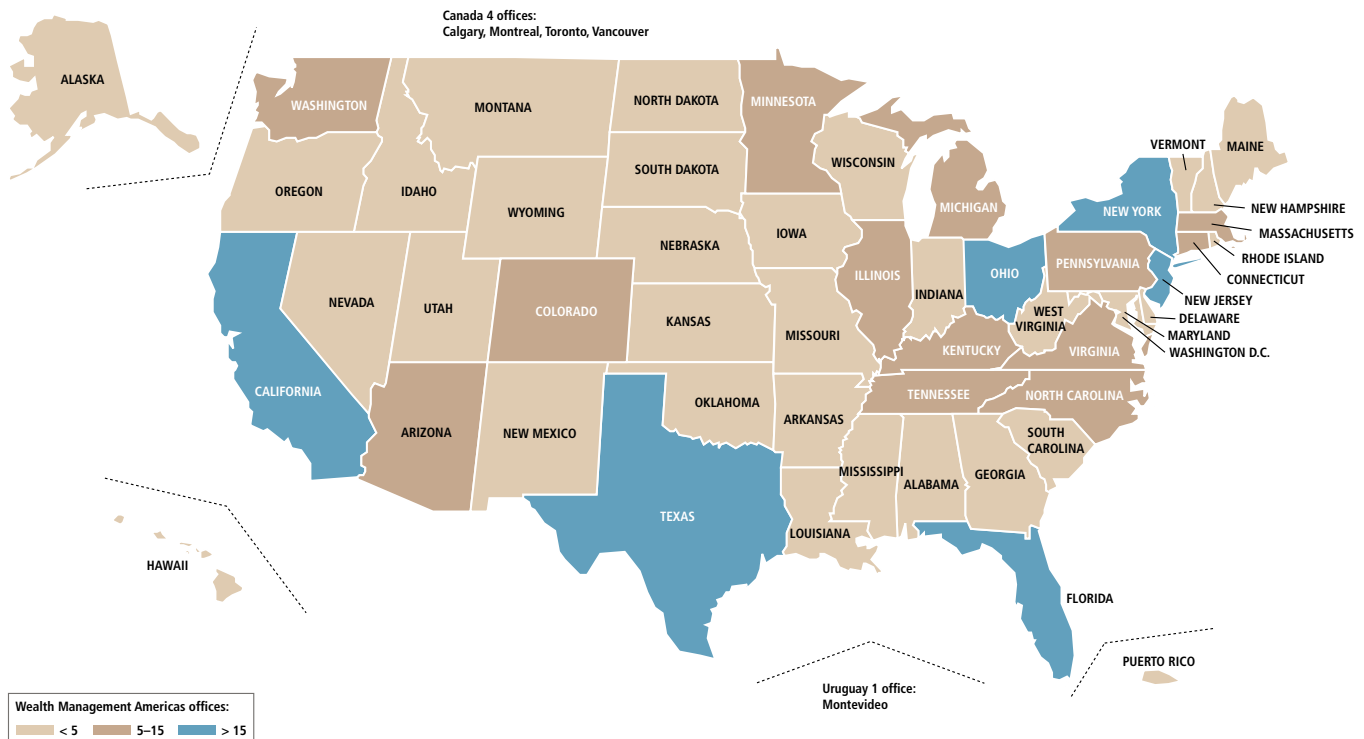 Canada 4 offices:
Calgary, Montreal, Toronto, Vancouver
ALASKA
WASHINGTON
MONTANA
NORTH DAKOTA
MINNESOTA
VERMONT
MAINE
WISCONSIN
SOUTH DAKOTA
OREGON
IDAHO
WYOMING
MICHIGAN
NEW YORK
NEW HAMPSHIRE
MASSACHUSETTS
IOWA
NEBRASKA
RHODE ISLAND
PENNSYLVANIA
CONNECTICUT
ILLINOIS
OHIO
INDIANA
NEW JERSEY
NEVADA
UTAH
COLORADO
KANSAS
MISSOURI
WEST
VIRGINIA
DELAWARE
MARYLAND
WASHINGTON D.C.
KENTUCKY
VIRGINIA
CALIFORNIA
TENNESSEE
NORTH CAROLINA
OKLAHOMA
ARKANSAS
ARIZONA
NEW MEXICO
SOUTH
CAROLINA
MISSISSIPPI
ALABAMA
GEORGIA
TEXAS
LOUISIANA
HAWAII
FLORIDA
PUERTO RICO
Uruguay 1 office:
Montevideo
Wealth Management Americas offices:
< 5 5–15 > 15